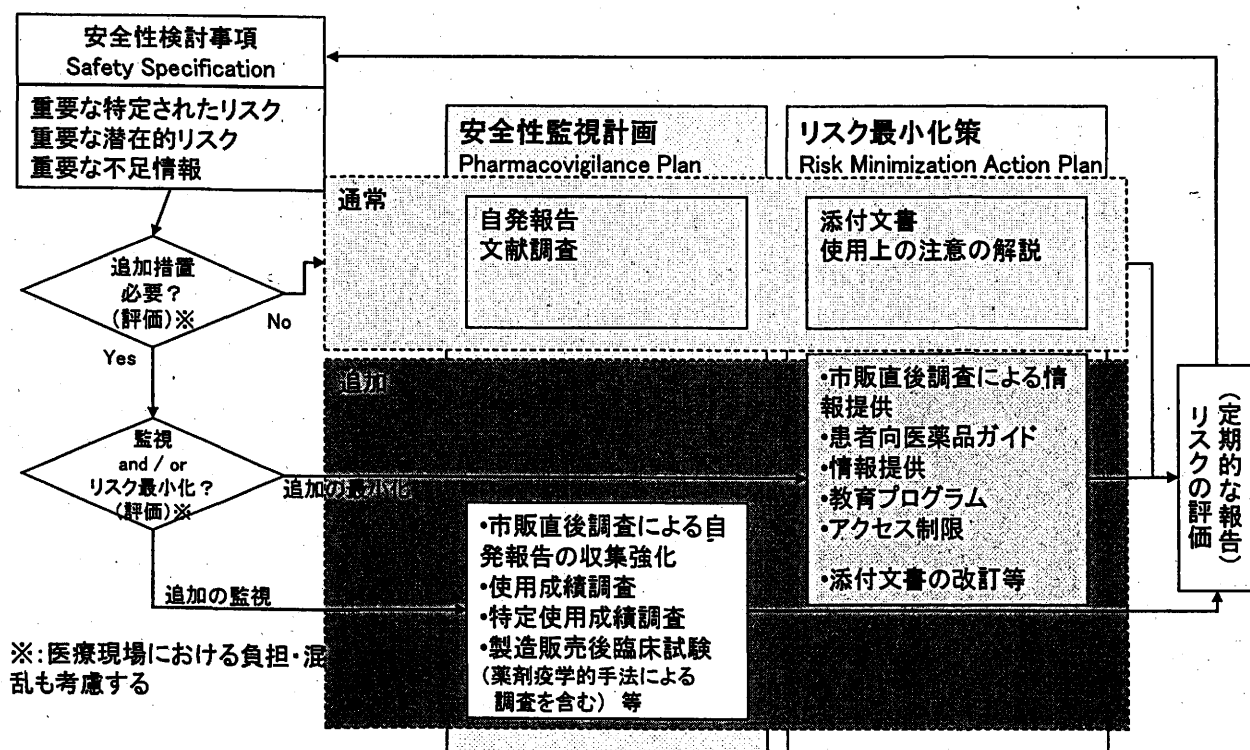 安全性検討事項
Safety Specification
重要な特定されたリスク
重要な潜在的リスク
重要な不足情報
安全性監視計画
Pharmacovigilance Plan
リスク最小化策
Risk Minimization Action Plan
通常
自発報告
文献調査
添付文書
使用上の注意の解説
追加措置
必要？
(評価)※
No
Yes
追加
監視
and / or
リスク最小化？
(評価)※
追加の最小化
追加の監視
・市販直後調査による情
報提供
・患者向医薬品ガイド
・情報提供
・教育プログラム
・アクセス制限
・添付文書の改訂等
・市販直後調査による自
発報告の収集強化
・使用成績調査
・特定使用成績調査
・製造販売後臨床試験
(薬剤疫学的手法による
調査を含む) 等
(定期的な報告)
リスクの評価
※:医療現場における負担・混
乱も考慮する